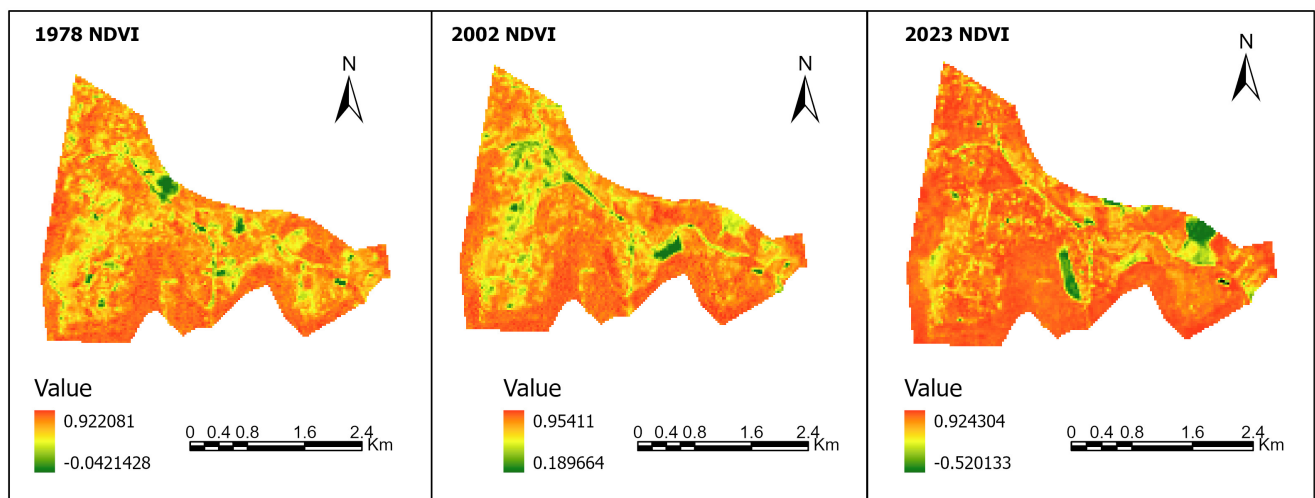 1978 NDVI
N
Value
0.922081
-0.0421428
0 0.4 0.8 1.6 2.4
Km
2002 NDVI
N
Value
0.95411
0.189664
0 0.4 0.8 1.6 2.4
Km
2023 NDVI
N
Value
0.924304
-0.520133
0 0.4 0.8 1.6 2.4
Km